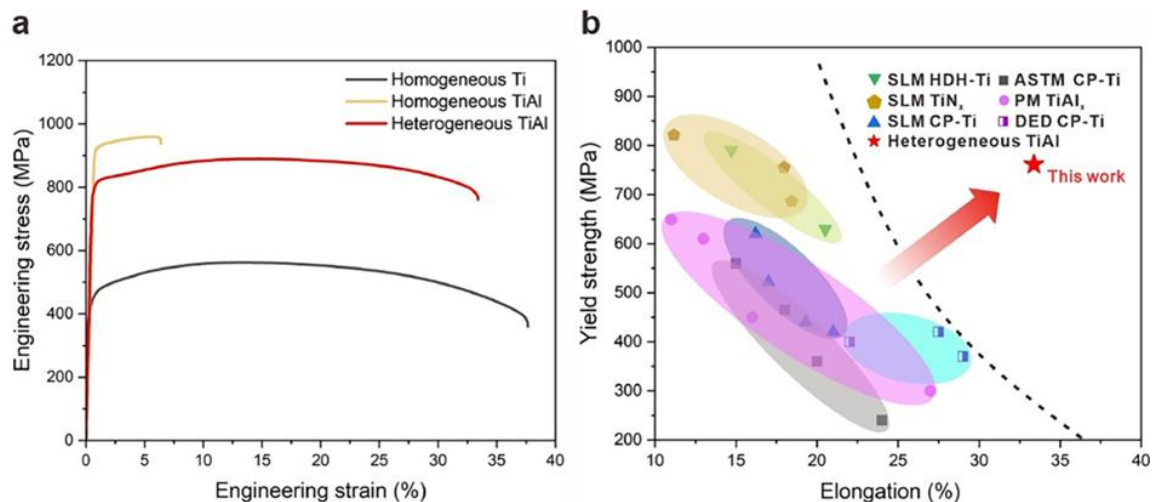 a
1200
1000
800
600
400
200
0
Engineering stress (MPa)
Homogeneous Ti
Homogeneous TiAl
Heterogeneous TiAl
0 5 10 15 20 25 30 35 40
Engineering strain (%)
b
1000
900
800
700
600
500
400
300
200
Yield strength (MPa)
SLM HDH-Ti ASTM CP-Ti
SLM TiNₓ PM TiAlₓ
SLM CP-Ti DED CP-Ti
Heterogeneous TiAl
This work
10 15 20 25 30 35 40
Elongation (%)